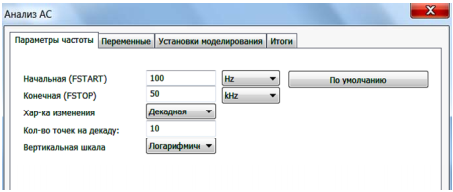 Анализ AC
Параметры частоты Переменные Установки моделирования Итоги
Начальная (FSTART) 100 Hz По умолчанию
Конечная (FSTOP) 50 kHz
Хар-ка изменения Декадная
Кол-во точек на декаду: 10
Вертикальная шкала Логарифмич